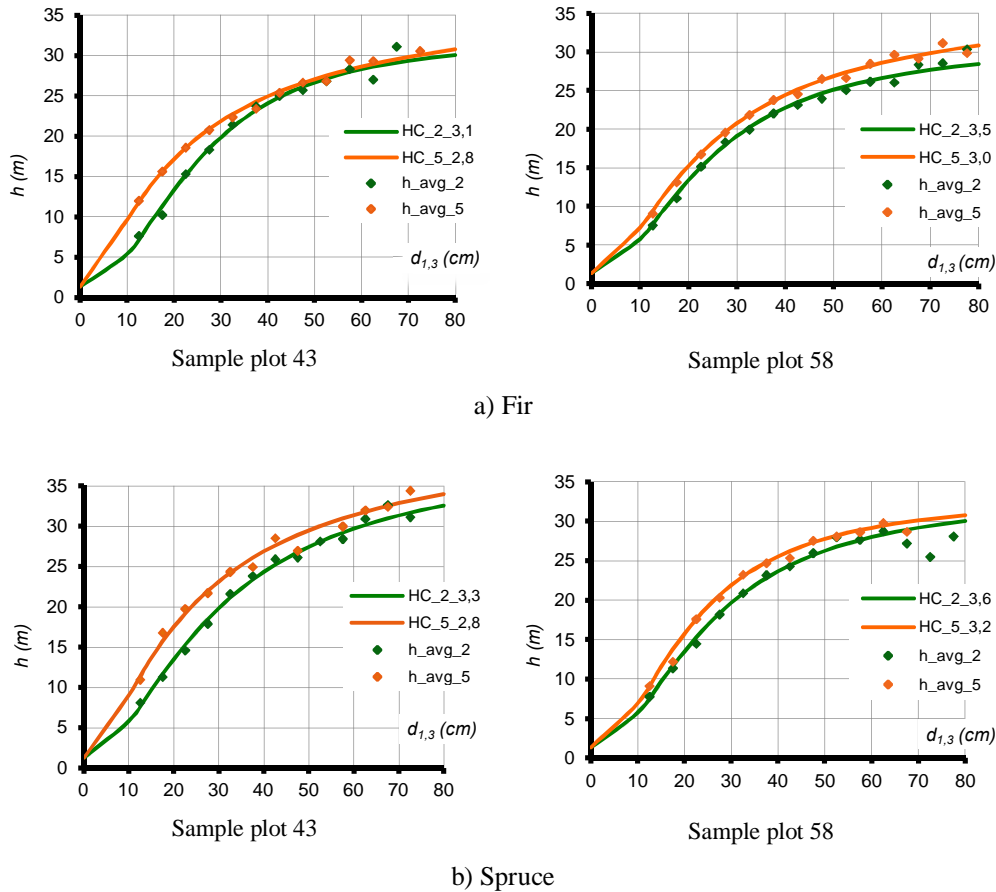 35
30
25
20
15
10
5
0
h (m)
HC_2_3,1
HC_5_2,8
h_avg_2
h_avg_5
d1,3 (cm)
0 10 20 30 40 50 60 70 80
Sample plot 43
35
30
25
20
15
10
5
0
h (m)
HC_2_3,5
HC_5_3,0
h_avg_2
h_avg_5
d1,3 (cm)
0 10 20 30 40 50 60 70 80
Sample plot 58
a) Fir
35
30
25
20
15
10
5
0
h (m)
HC_2_3,3
HC_5_2,8
h_avg_2
h_avg_5
d1,3 (cm)
0 10 20 30 40 50 60 70 80
Sample plot 43
35
30
25
20
15
10
5
0
h (m)
HC_2_3,6
HC_5_3,2
h_avg_2
h_avg_5
d1,3 (cm)
0 10 20 30 40 50 60 70 80
Sample plot 58
b) Spruce